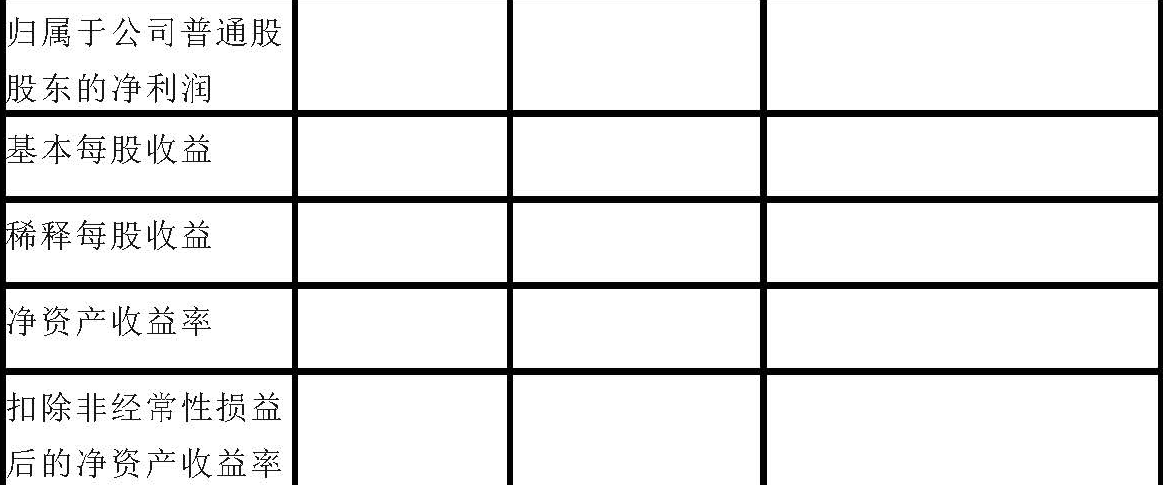 归属于公司普通股
股东的净利润
基本每股收益
稀释每股收益
净资产收益率
扣除非经常性损益
后的净资产收益率